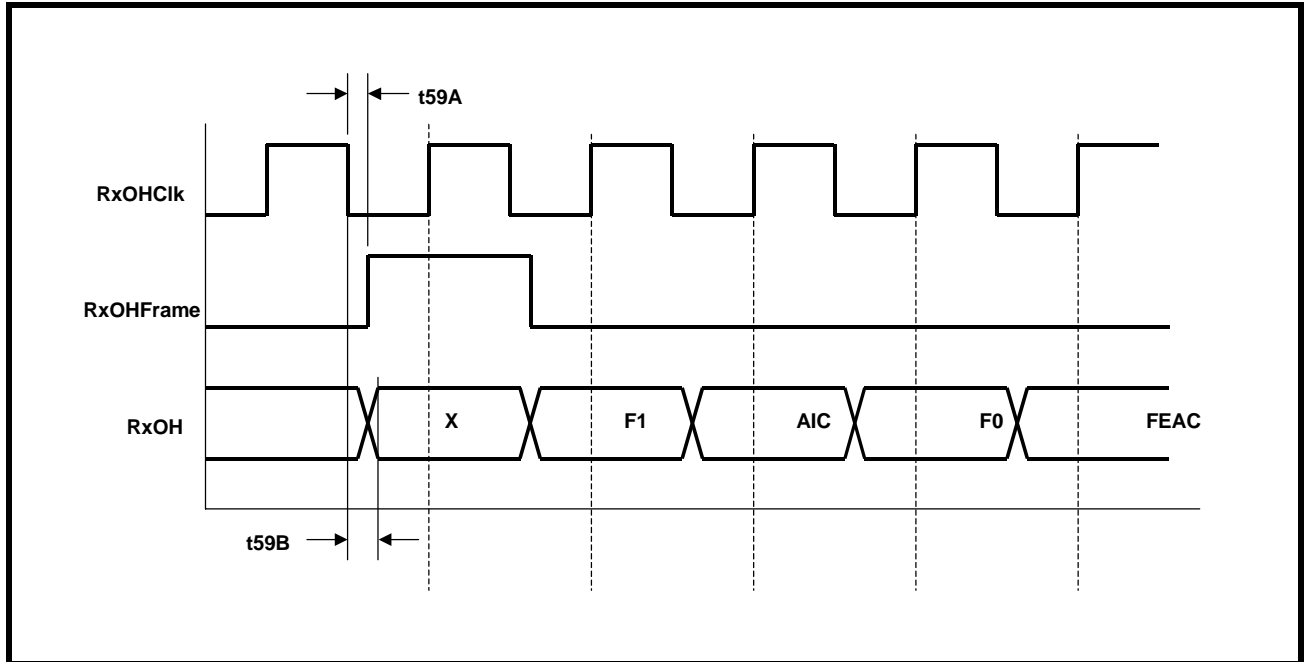 t59A
RxOHClk
RxOHFrame
RxOH
X
F1
AIC
F0
FEAC
t59B